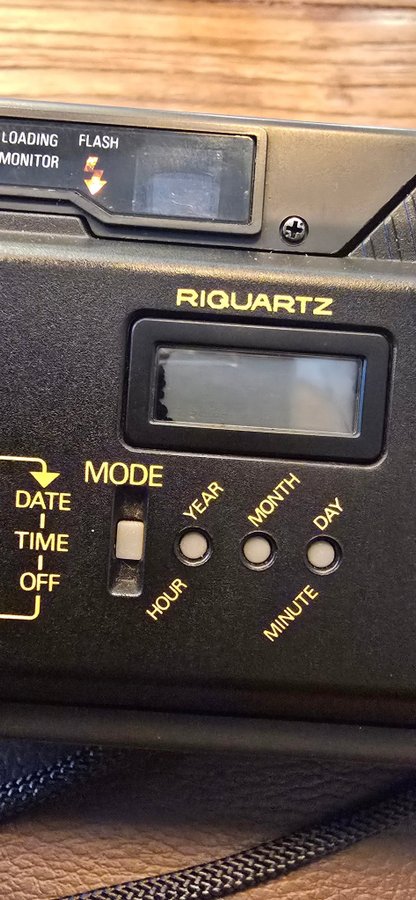 LOADING FLASH
MONITOR
RIQUARTZ
MODE
DATE
TIME
OFF
YEAR
MONTH
DAY
HOUR
MINUTE